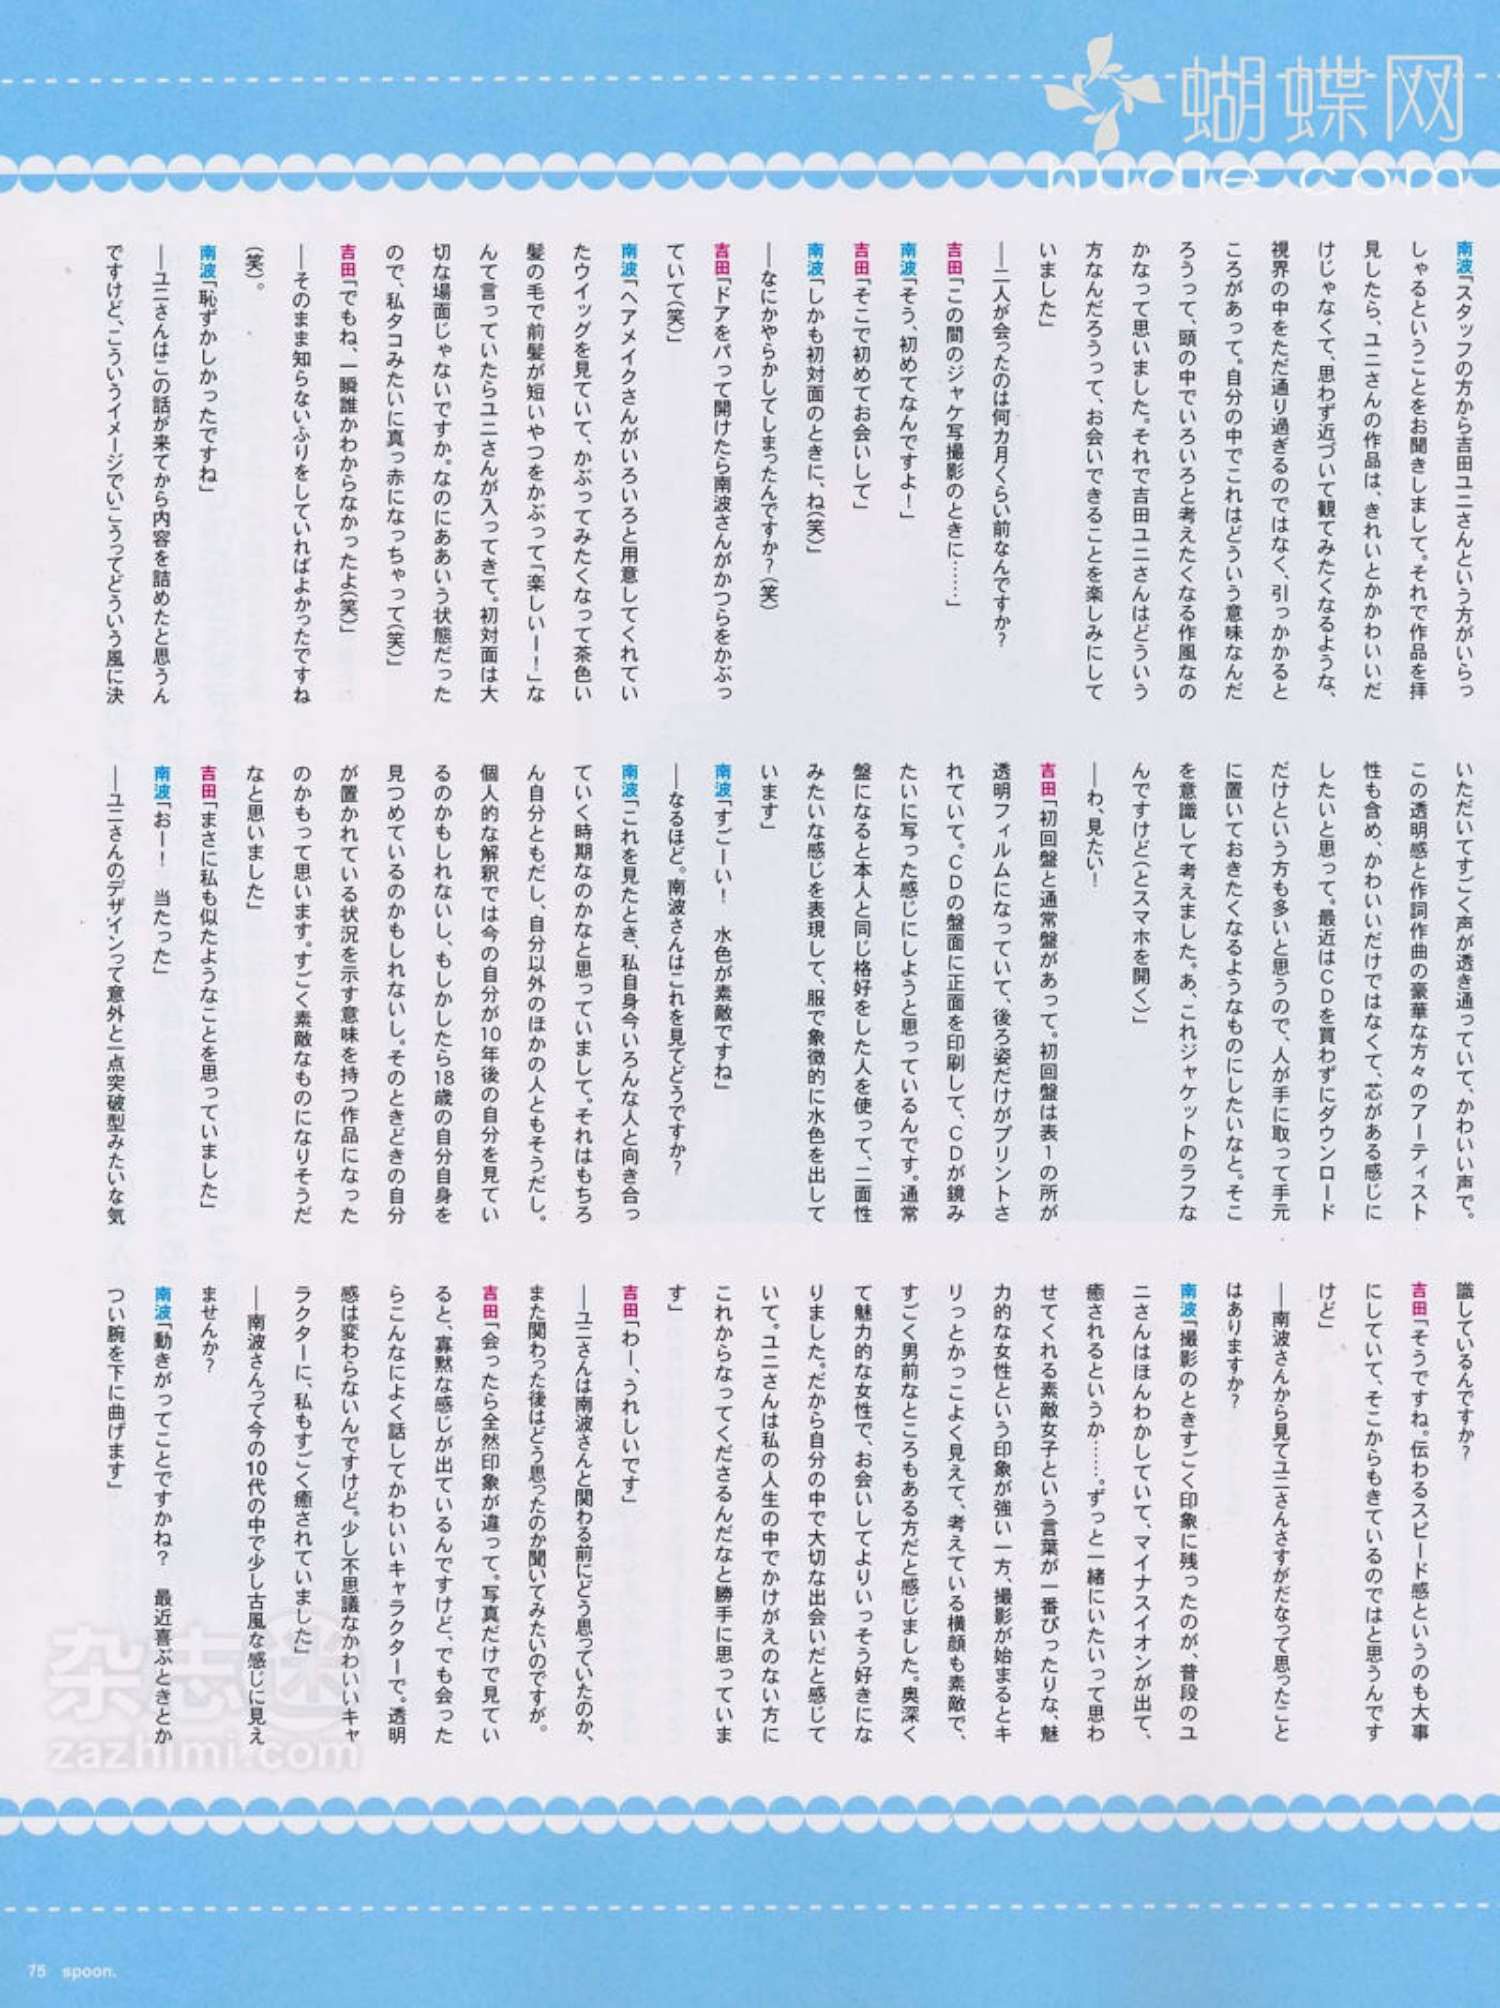 蝴蝶网
hudie.com
南波「スタッフの方から吉田ユニさんという方がいらっ
しゃるということをお聞きしまして。それで作品を拝
見したら、ユニさんの作品は、きれいとかかわいいだ
けじゃなくて、思わず近づいて観てみたくなるような、
視界の中をただ通り過ぎるのではなく、引っかかると
ころがあって。自分の中でこれはどういう意味なんだ
ろうって、頭の中でいろいろと考えたくなる作風なの
かなって思いました。それで吉田ユニさんはどういう
方なんだろうって、お会いできることを楽しみにして
いました」
――二人が会ったのは何カ月くらい前なんですか?
吉田「この間のジャケ写撮影のときに……」
南波「そう、初めてなんですよ!」
吉田「そこで初めてお会いして」
南波「しかも初対面のときに、ね(笑)」
――なにかやらかしてしまったんですか?(笑)
吉田「ドアをパって開けたら南波さんがかつらをかぶっ
ていて(笑)」
南波「ヘアメイクさんがいろいろと用意してくれてい
たウイッグを見ていて、かぶってみたくなって茶色い
髪の毛で前髪が短いやつをかぶって「楽しいー!」な
んて言っていたらユニさんが入ってきて。初対面は大
切な場面じゃないですか。なのにああいう状態だった
ので、私タコみたいに真っ赤になっちゃって(笑)」
吉田「でもね、一瞬誰かわからなかったよ(笑)」
――そのまま知らないふりをしていればよかったですね
(笑)。
南波「恥ずかしかったですね」
――ユニさんはこの話が来てから内容を詰めたと思うん
ですけど、こういうイメージでいこうってどういう風に決
いただいてすごく声が透き通っていて、かわいい声で。
この透明感と作詞作曲の豪華な方々のアーティスト
性も含め、かわいいだけではなくて、芯がある感じに
したいと思って。最近はCDを買わずにダウンロード
だけという方も多いと思うので、人が手に取って手元
に置いておきたくなるようなものにしたいなと。そこ
を意識して考えました。あ、これジャケットのラフな
んですけど(とスマホを開く)」
――わ、見たい!
吉田「初回盤と通常盤があって。初回盤は表1の所が
透明フィルムになっていて、後ろ姿だけがプリントさ
れていて。CDの盤面に正面を印刷して、CDが鏡み
たいに写った感じにしようと思っているんです。通常
盤になると本人と同じ格好をした人を使って、二面性
みたいな感じを表現して、服で象徴的に水色を出して
います」
南波「すごーい! 水色が素敵ですね」
――なるほど。南波さんはこれを見てどうですか?
南波「これを見たとき、私自身今いろんな人と向き合っ
ていく時期なのかなと思っていまして。それはもちろ
ん自分ともだし、自分以外のほかの人ともそうだし。
個人的な解釈では今の自分が10年後の自分を見てい
るのかもしれないし、もしかしたら18歳の自分自身を
見つめているのかもしれないし。そのときどきの自分
が置かれている状況を示す意味を持つ作品になった
のかもって思います。すごく素敵なものになりそうだ
なと思いました」
吉田「まさに私も似たようなことを思っていました」
南波「おー! 当たった」
――ユニさんのデザインって意外と一点突破型みたいな気
識しているんですか?
吉田「そうですね。伝わるスピード感というのも大事
にしていて、そこからもきているのではと思うんです
けど」
――南波さんから見てユニさんさすがだなって思ったこと
はありますか?
南波「撮影のときすごく印象に残ったのが、普段のユ
ニさんはほんわかしていて、マイナスイオンが出て、
癒されるというか……。ずっと一緒にいたいって思わ
せてくれる素敵女子という言葉が一番ぴったりな、魅
力的な女性という印象が強い一方、撮影が始まるとキ
リっとかっこよく見えて、考えている横顔も素敵で、
すごく男前なところもある方だと感じました。奥深く
て魅力的な女性で、お会いしてよりいっそう好きにな
りました。だから自分の中で大切な出会いだと感じて
いて。ユニさんは私の人生の中でかけがえのない方に
これからなってくださるんだなと勝手に思っていま
す」
吉田「わー、うれしいです」
――ユニさんは南波さんと関わる前にどう思っていたのか、
また関わった後はどう思ったのか聞いてみたいのですが。
吉田「会ったら全然印象が違って。写真だけで見てい
ると、寡黙な感じが出ているんですけど、でも会った
らこんなによく話してかわいいキャラクターで。透明
感は変わらないんですけど。少し不思議なかわいいキャ
ラクターに、私もすごく癒されていました」
――南波さんって今の10代の中で少し古風な感じに見え
ませんか?
南波「動きがってことですかね? 最近喜ぶときとか
つい腕を下に曲げます」
杂志迷
zazhimi.com
75 spoon.